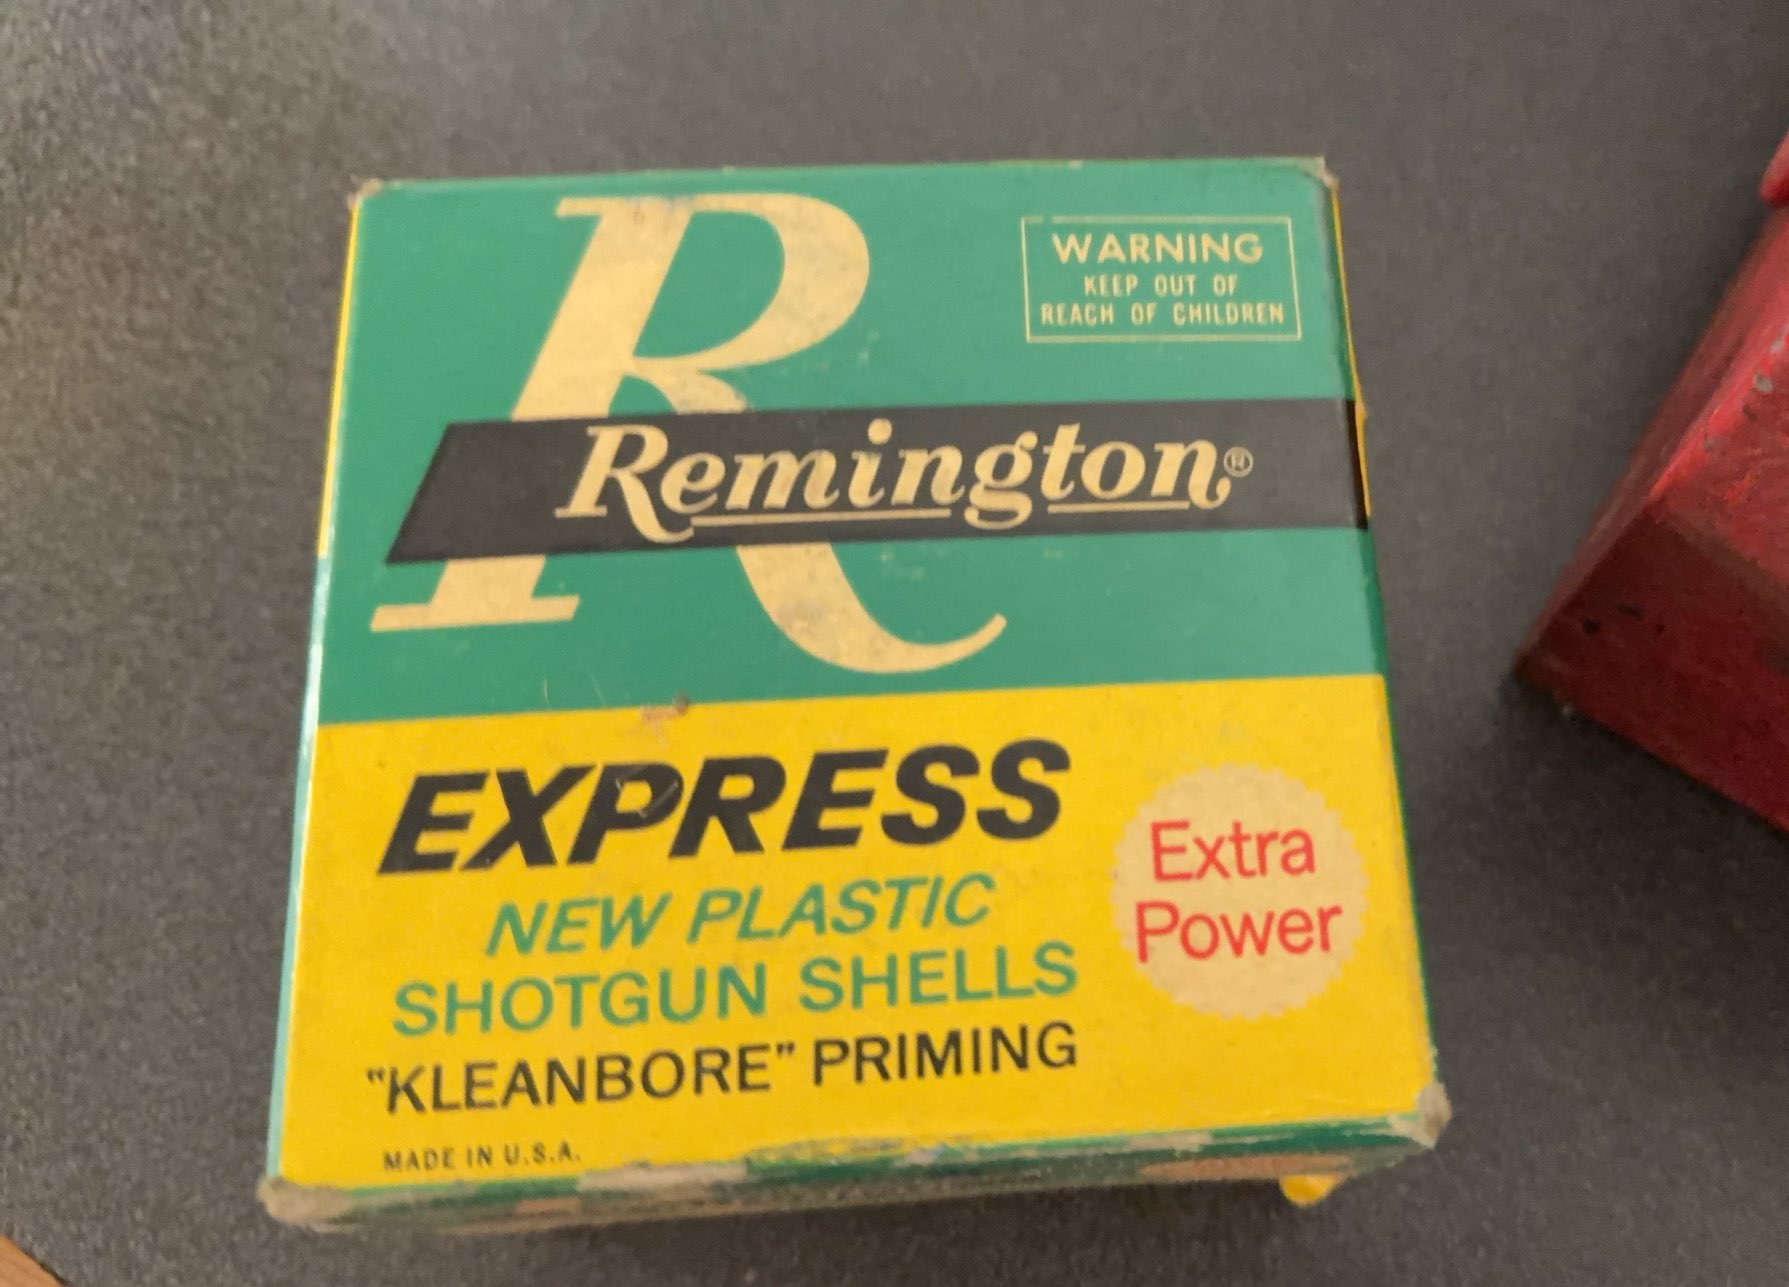 R
WARNING
KEEP OUT OF
REACH OF CHILDREN
Remington®
EXPRESS
NEW PLASTIC
SHOTGUN SHELLS
"KLEANBORE" PRIMING
Extra
Power
MADE IN U.S.A.